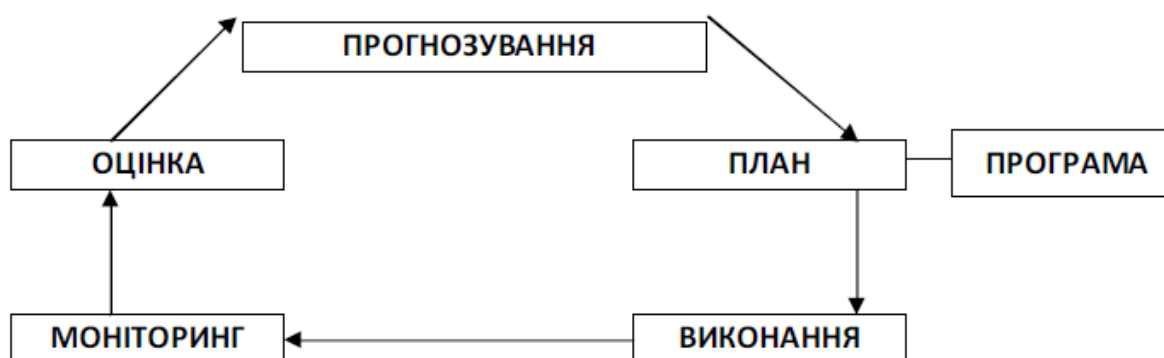 ПРОГНОЗУВАННЯ
ОЦІНКА
ПЛАН
ПРОГРАМА
МОНІТОРИНГ
ВИКОНАННЯ